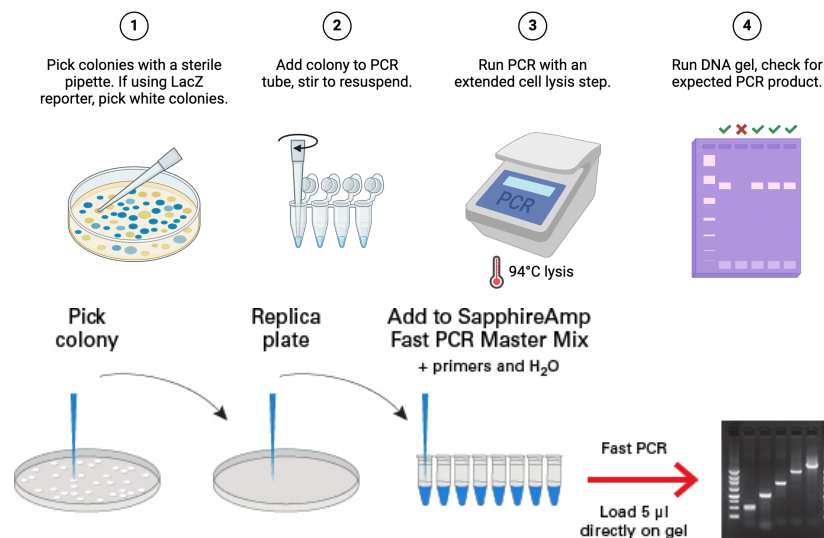 1
2
3
4
Pick colonies with a sterile
pipette. If using LacZ
reporter, pick white colonies.
Add colony to PCR
tube, stir to resuspend.
Run PCR with an
extended cell lysis step.
Run DNA gel, check for
expected PCR product.
PCR
94°C lysis
Pick
colony
Replica
plate
Add to SapphireAmp
Fast PCR Master Mix
+ primers and H₂O
Fast PCR
Load 5 µl
directly on gel